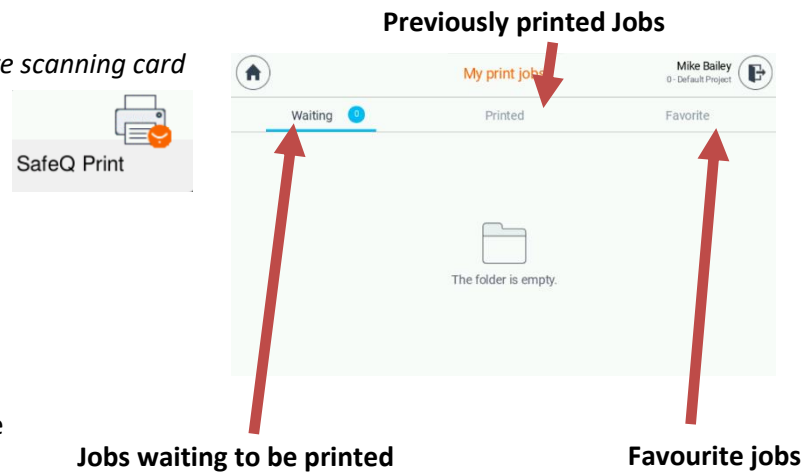 Previously printed Jobs
e scanning card
SafeQ Print
My print jobs
Mike Bailey
0 - Default Project
Waiting 0
Printed
Favorite
The folder is empty.
e
Jobs waiting to be printed
Favourite jobs